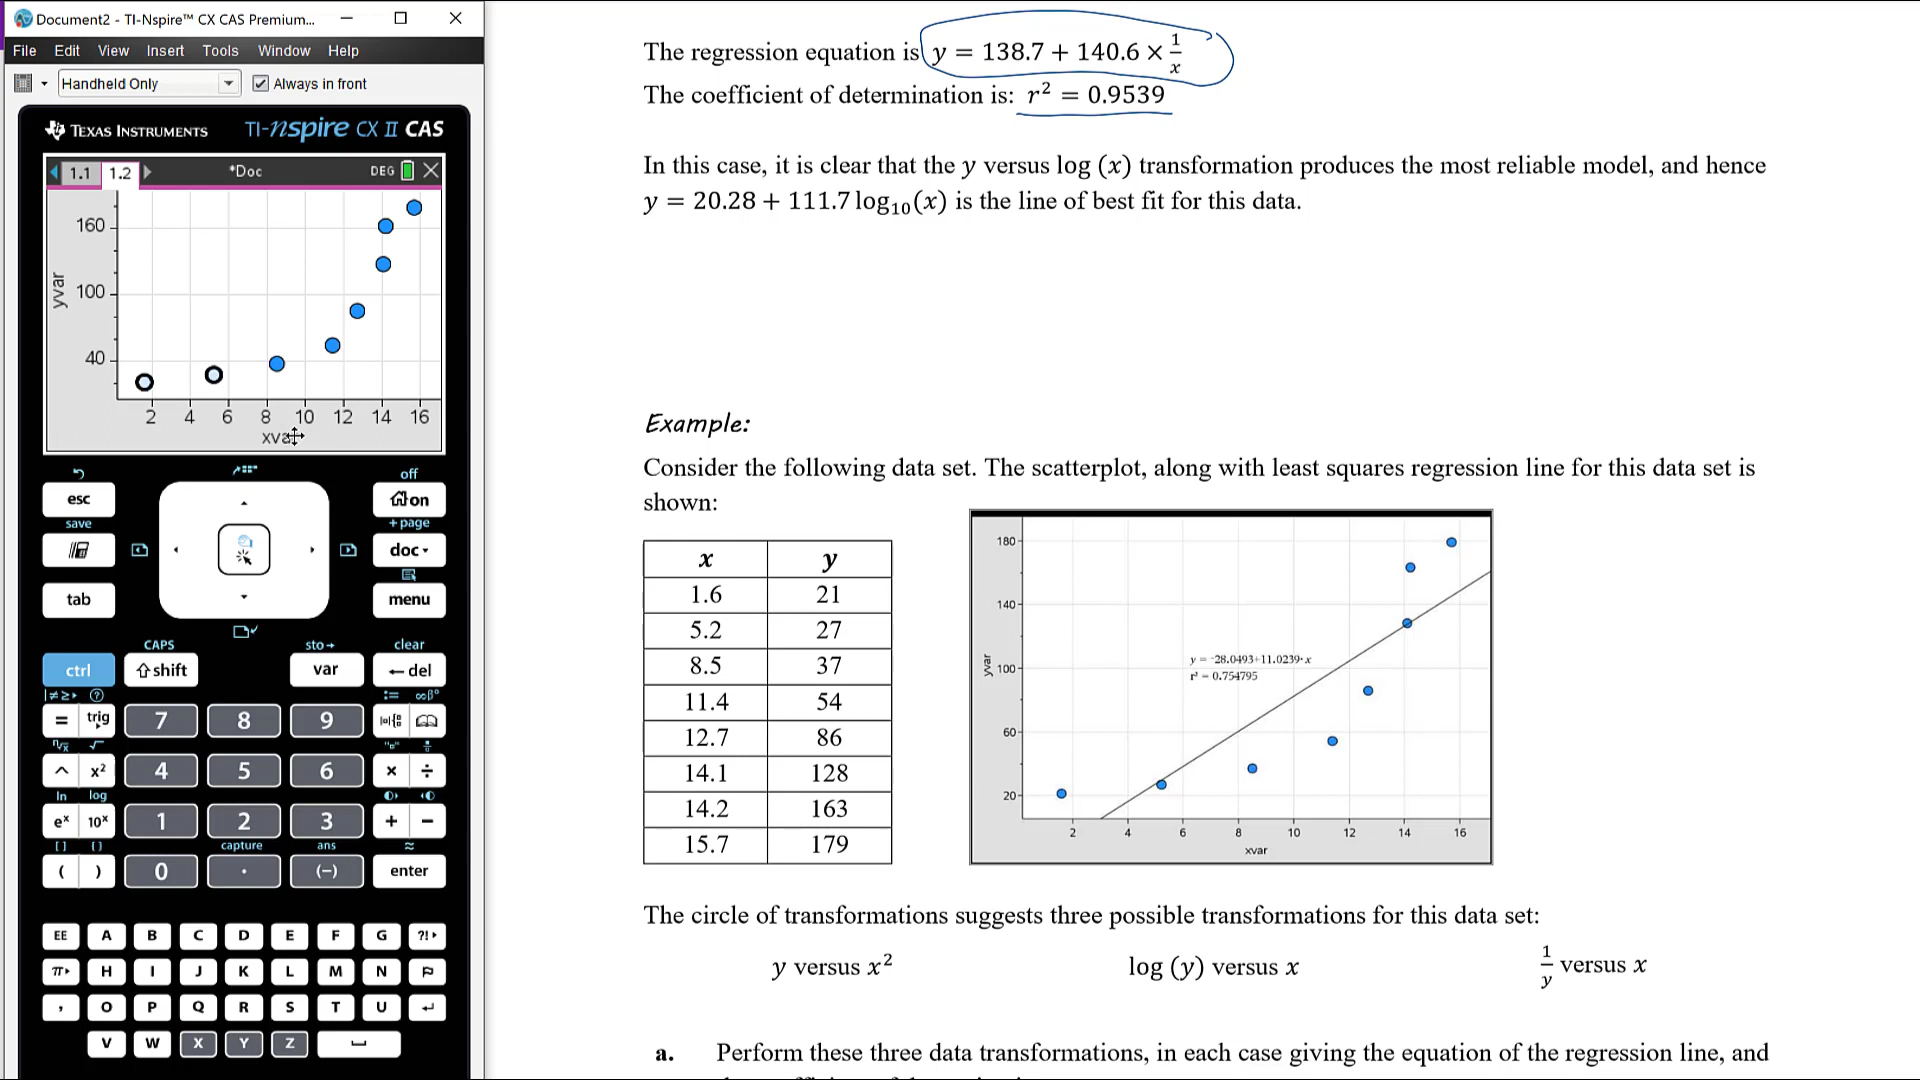 Document2 - TI-Nspire™ CX CAS Premium...
File Edit View Insert Tools Window Help
Handheld Only
Always in front
TEXAS INSTRUMENTS TI-nspire CX II CAS
1.1 1.2 *Doc DEG
160
100
40
yvar
2 4 6 8 10 12 14 16
off
esc on
save + page
doc
tab menu
CAPS sto→ clear
ctrl shift var ←del
= trig 7 8 9
^ x² 4 5 6 × ÷
ln log
eˣ 10ˣ 1 2 3 + −
[ ] { } capture ans ≈
( ) 0 . (−) enter
EE A B C D E F G ?!▸
π▸ H I J K L M N
, O P Q R S T U ↵
V W X Y Z
The regression equation is y = 138.7 + 140.6 × 1/x
The coefficient of determination is: r² = 0.9539
In this case, it is clear that the y versus log (x) transformation produces the most reliable model, and hence
y = 20.28 + 111.7 log₁₀(x) is the line of best fit for this data.
Example:
Consider the following data set. The scatterplot, along with least squares regression line for this data set is
shown:
x y
1.6 21
5.2 27
8.5 37
11.4 54
12.7 86
14.1 128
14.2 163
15.7 179
180
140
100
60
20
yvar
y = -28.0493+11.0239·x
r² = 0.754795
2 4 6 8 10 12 14 16
xvar
The circle of transformations suggests three possible transformations for this data set:
y versus x² log (y) versus x 1/y versus x
a. Perform these three data transformations, in each case giving the equation of the regression line, and